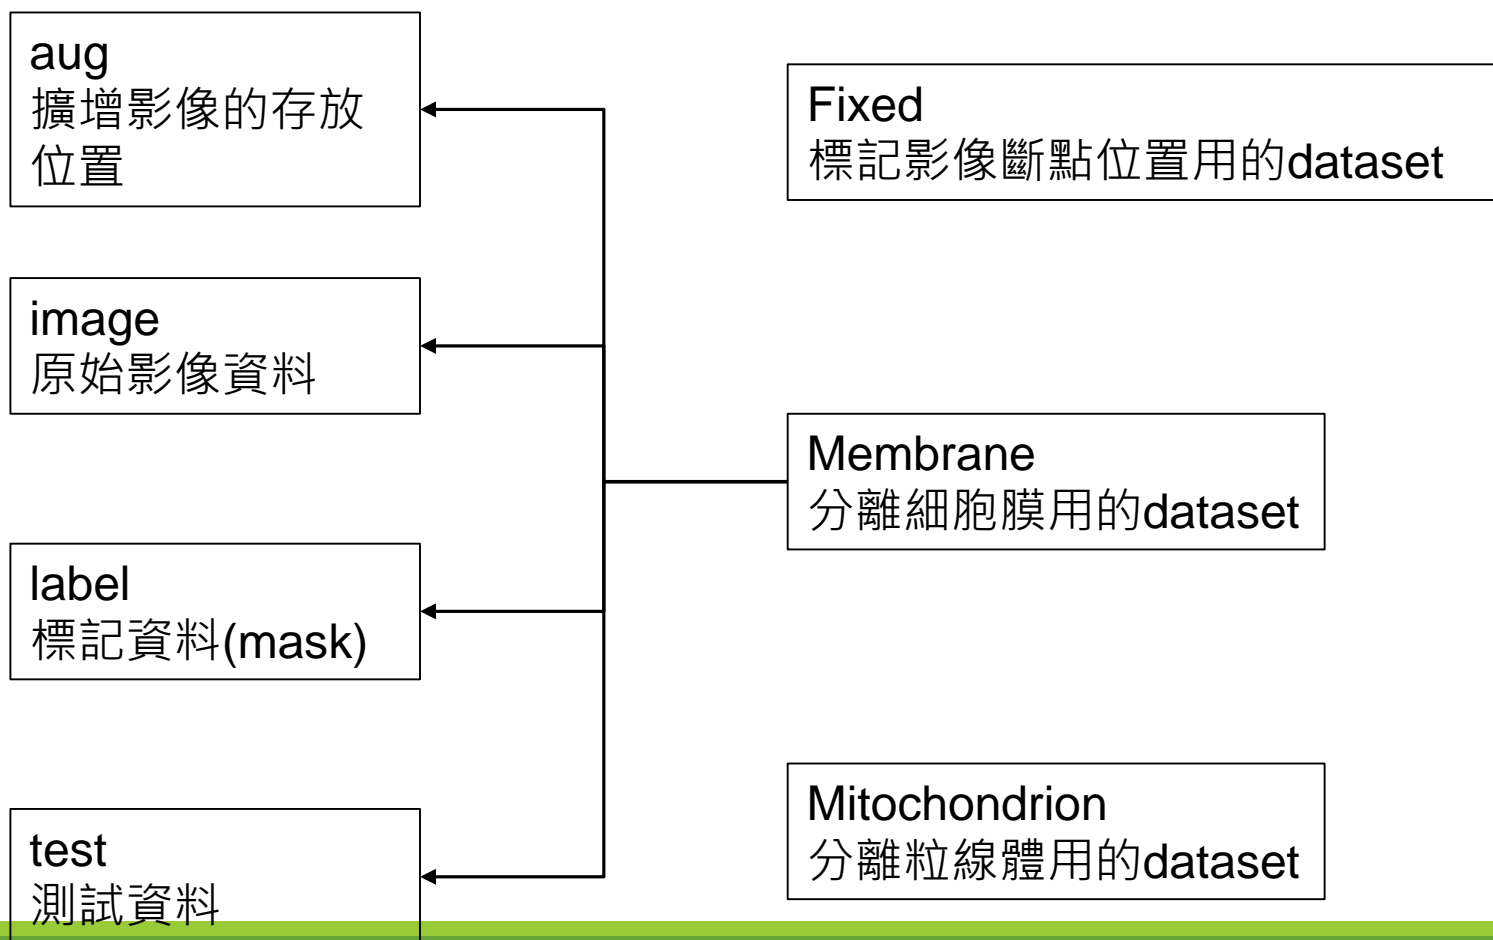 aug
擴增影像的存放
位置
Fixed
標記影像斷點位置用的dataset
image
原始影像資料
Membrane
分離細胞膜用的dataset
label
標記資料(mask)
Mitochondrion
分離粒線體用的dataset
test
測試資料